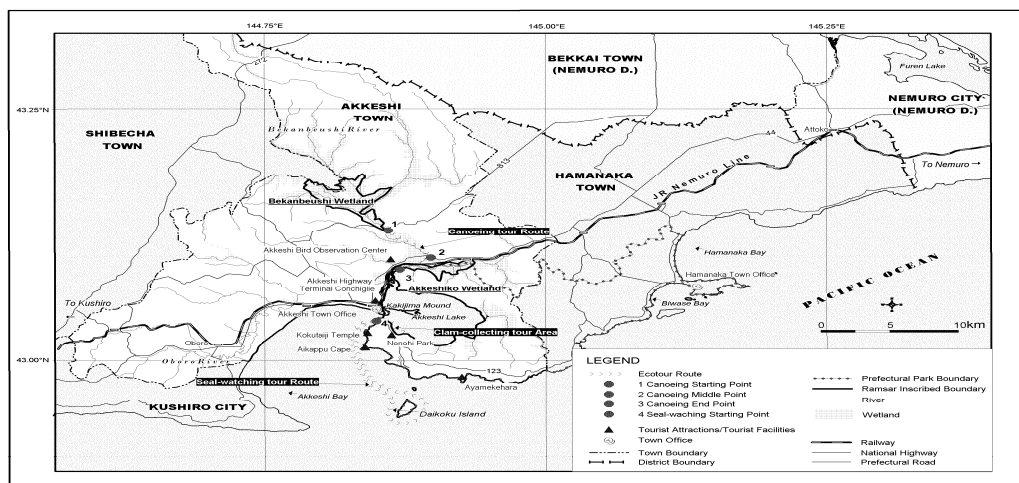 144.75°E
145.00°E
145.25°E
43.25°N
43.00°N
BEKKAI TOWN
(NEMURO D.)
Furen Lake
NEMURO CITY
(NEMURO D.)
AKKESHI
TOWN
Bekanbeushi River
SHIBECHA
TOWN
Attoko
44
813
To Nemuro
JR Nemuro Line
HAMANAKA
TOWN
Bekanbeushi Wetland
1
Canoeing tour Route
2
Akkeshi Bird Observation Center
3
Hamanaka Bay
Hamanaka Town Office
Akkeshi Highway
Terminal Conchiglie
Akkeshiko Wetland
Biwase Bay
PACIFIC OCEAN
To Kushiro
Kakijima Mound
Akkeshi Town Office
Akkeshi Lake
4
Clam-collecting tour Area
Kokutaiji Temple
Oboro
Nenohi Park
Aikappu Cape
Oboro River
123
Seal-watching tour Route
Ayamekehara
Akkeshi Bay
KUSHIRO CITY
Daikoku Island
0 5 10km
LEGEND
Ecotour Route
1 Canoeing Starting Point
2 Canoeing Middle Point
3 Canoeing End Point
4 Seal-waching Starting Point
Tourist Attractions/Tourist Facilities
Town Office
Town Boundary
District Boundary
Prefectural Park Boundary
Ramsar Inscribed Boundary
River
Wetland
Railway
National Highway
Prefectural Road